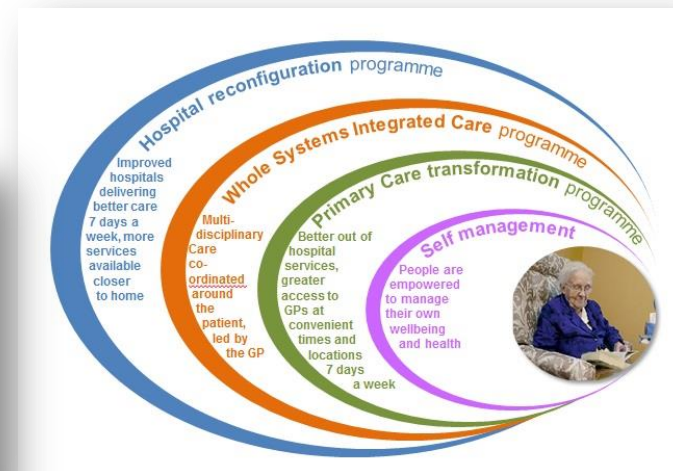 Hospital reconfiguration programme
Improved
hospitals
delivering
better care
7 days a
week, more
services
available
closer
to home
Whole Systems Integrated Care programme
Multi-
disciplinary
Care
co-
ordinated
around
the
patient,
led by
the GP
Primary Care transformation programme
Better out of
hospital
services,
greater
access to
GPs at
convenient
times and
locations
7 days
a week
Self management
People are
empowered
to manage
their own
wellbeing
and health